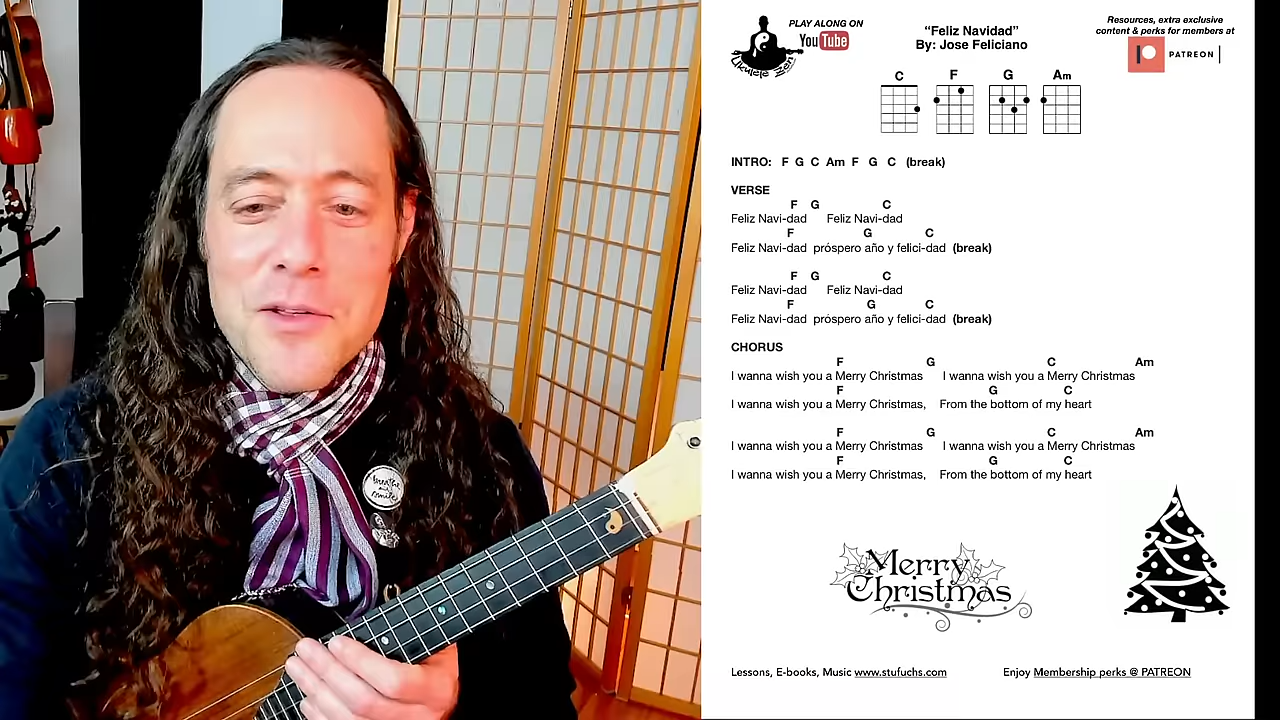 PLAY ALONG ON
YouTube
Ukulele Zen
“Feliz Navidad”
By: Jose Feliciano
Resources, extra exclusive
content & perks for members at
PATREON
C F G Am
INTRO: F G C Am F G C (break)
VERSE
F G C
Feliz Navi-dad Feliz Navi-dad
F G C
Feliz Navi-dad próspero año y felici-dad (break)
F G C
Feliz Navi-dad Feliz Navi-dad
F G C
Feliz Navi-dad próspero año y felici-dad (break)
CHORUS
F G C Am
I wanna wish you a Merry Christmas I wanna wish you a Merry Christmas
F G C
I wanna wish you a Merry Christmas, From the bottom of my heart
F G C Am
I wanna wish you a Merry Christmas I wanna wish you a Merry Christmas
F G C
I wanna wish you a Merry Christmas, From the bottom of my heart
breathe
and
smile
Merry
Christmas
Lessons, E-books, Music www.stufuchs.com
Enjoy Membership perks @ PATREON